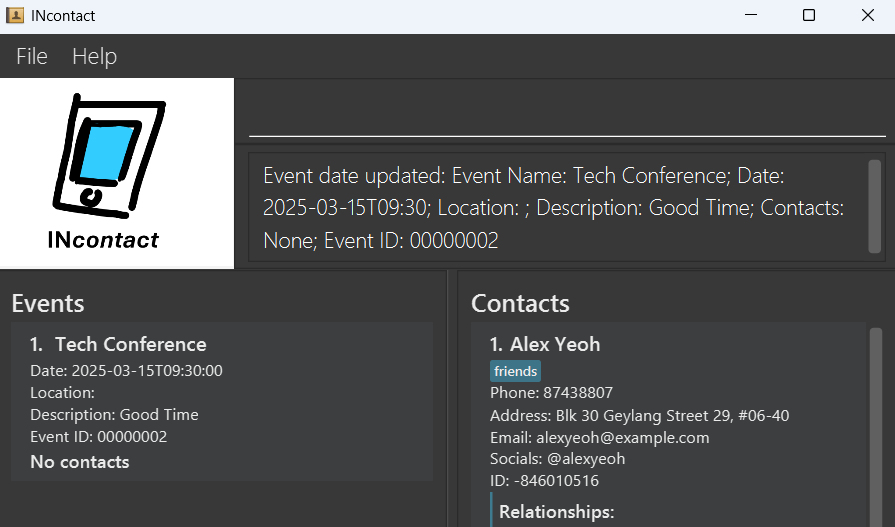 INcontact
File Help
INcontact
Event date updated: Event Name: Tech Conference; Date:
2025-03-15T09:30; Location: ; Description: Good Time; Contacts:
None; Event ID: 00000002
Events
1. Tech Conference
Date: 2025-03-15T09:30:00
Location:
Description: Good Time
Event ID: 00000002
No contacts
Contacts
1. Alex Yeoh
friends
Phone: 87438807
Address: Blk 30 Geylang Street 29, #06-40
Email: alexyeoh@example.com
Socials: @alexyeoh
ID: -846010516
Relationships: